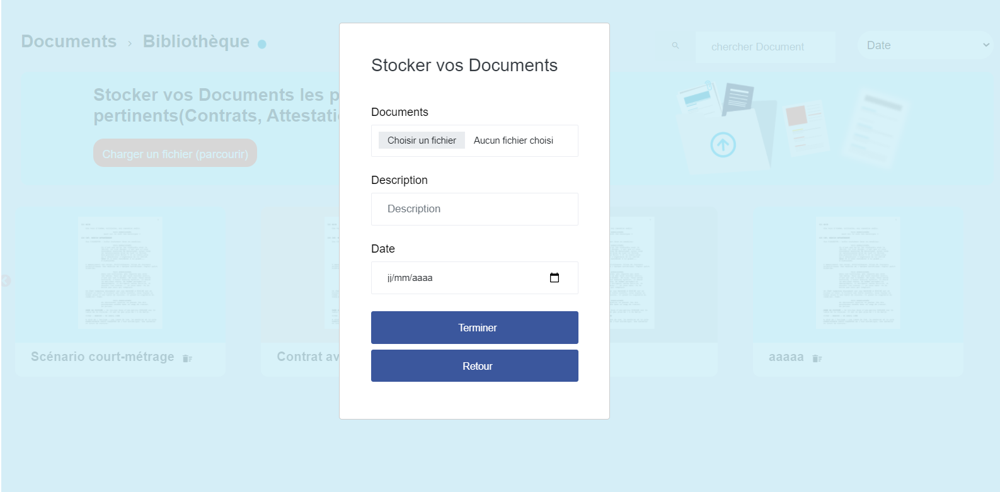 Documents › Bibliothèque
chercher Document
Date
Stocker vos Documents les p
pertinents(Contrats, Attestati
Charger un fichier (parcourir)
Stocker vos Documents
Documents
Choisir un fichier Aucun fichier choisi
Description
Description
Date
jj/mm/aaaa
Terminer
Retour
Scénario court-métrage
Contrat av
aaaaa